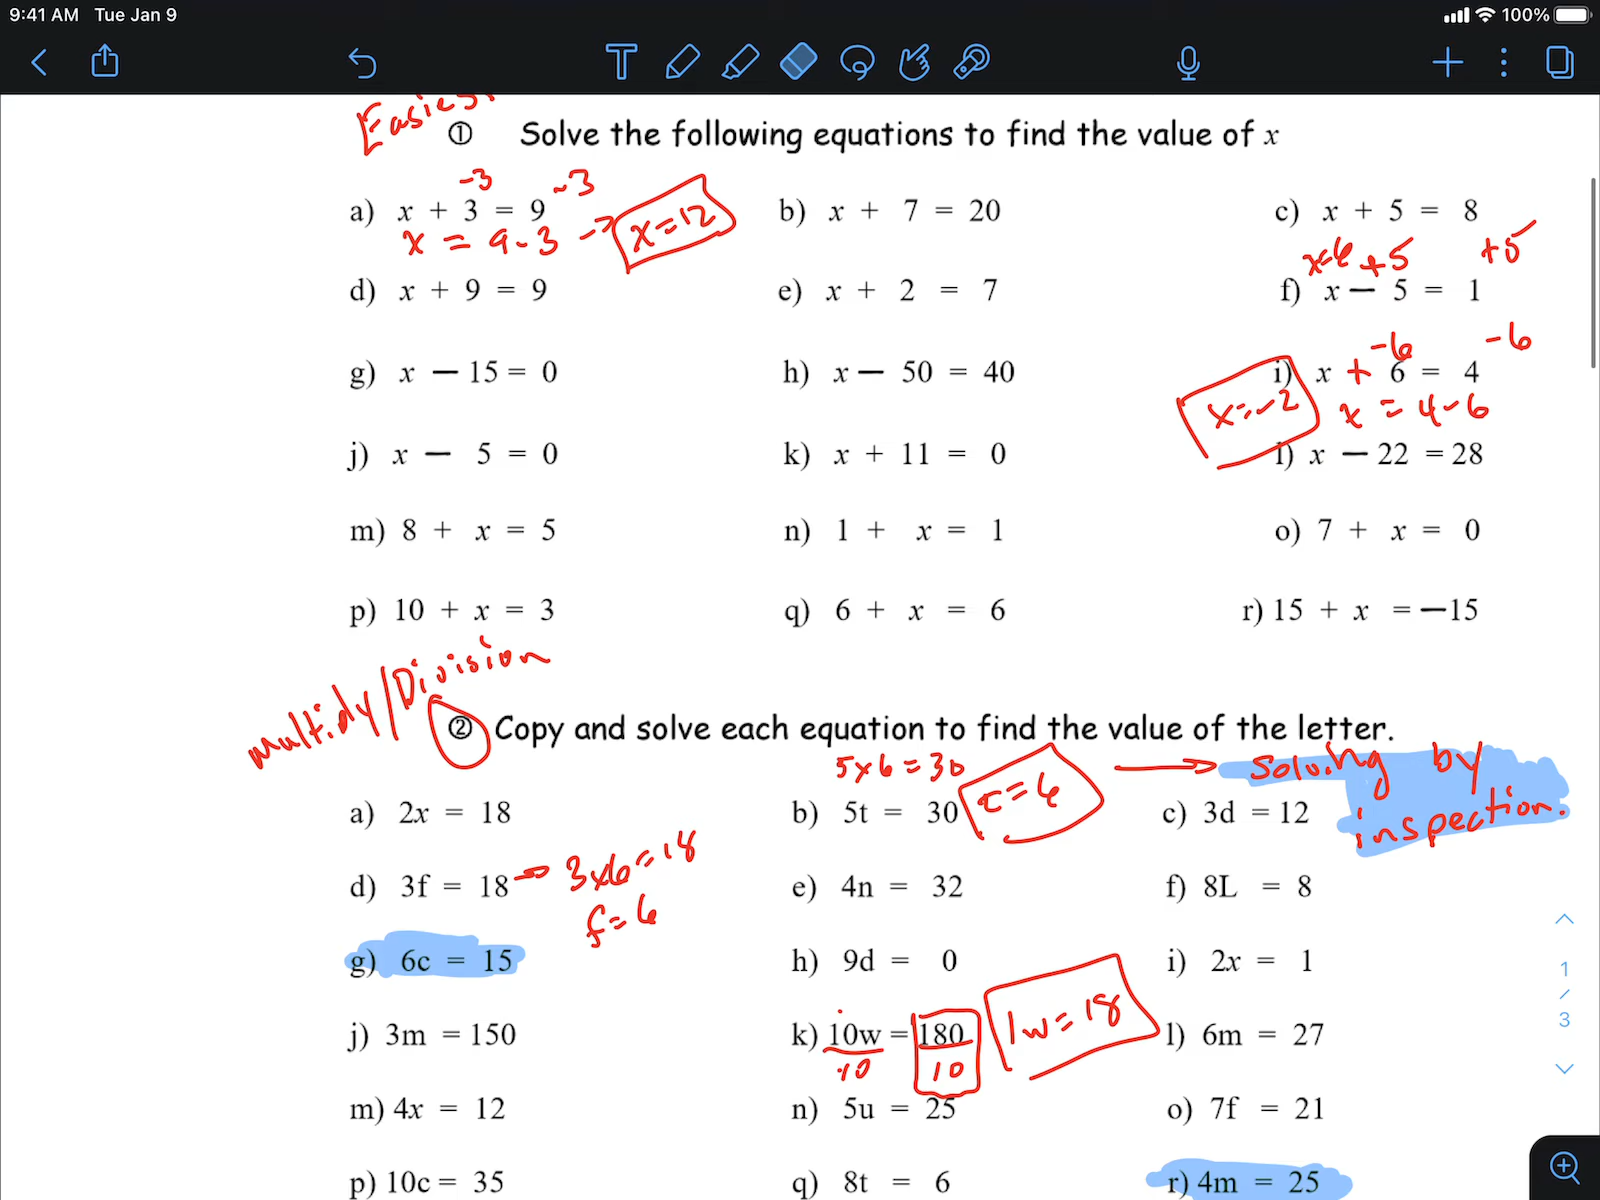 9:41 AM Tue Jan 9 100%
① Solve the following equations to find the value of x
-3 -3
a) x + 3 = 9
x = 9-3 → x=12
b) x + 7 = 20
c) x + 5 = 8
x=6 +5 +5
d) x + 9 = 9
e) x + 2 = 7
f) x — 5 = 1
g) x — 15 = 0
h) x — 50 = 40
-6 -6
i) x + 6 = 4
x=-2 x = 4-6
j) x — 5 = 0
k) x + 11 = 0
l) x — 22 = 28
m) 8 + x = 5
n) 1 + x = 1
o) 7 + x = 0
p) 10 + x = 3
q) 6 + x = 6
r) 15 + x = —15
/Division
② Copy and solve each equation to find the value of the letter.
5x6=30 → Solving by
inspection.
a) 2x = 18
b) 5t = 30 t=6
c) 3d = 12
d) 3f = 18 → 3x6=18
f=6
e) 4n = 32
f) 8L = 8
g) 6c = 15
h) 9d = 0
i) 2x = 1
j) 3m = 150
k) 10w = 180 1w=18
10 10
l) 6m = 27
m) 4x = 12
n) 5u = 25
o) 7f = 21
p) 10c = 35
q) 8t = 6
r) 4m = 25
1
/
3